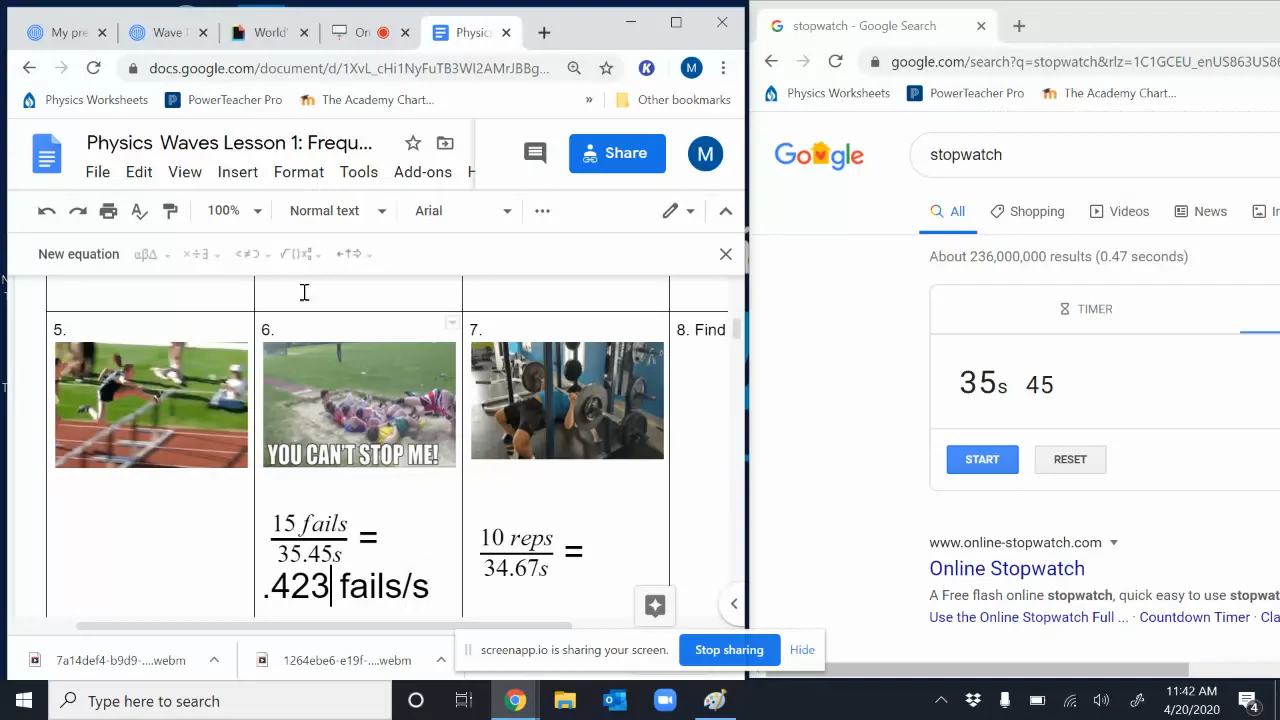 My pre
Wave
World'
On
Physic
stopwatch - Google Search
docs.google.com/document/d/1XvL_cHi1NyFuTB3Wl2AMrJBBg...
K
M
google.com/search?q=stopwatch&rlz=1C1GCEU_enUS863US86
Physics Worksheets
PowerTeacher Pro
The Academy Chart...
»
Other bookmarks
Physics Worksheets
PowerTeacher Pro
The Academy Chart...
Physics Waves Lesson 1: Frequ...
Share
M
Google
stopwatch
File Edit View Insert Format Tools Add-ons H
100%
Normal text
Arial
All
Shopping
Videos
News
New equation
About 236,000,000 results (0.47 seconds)
TIMER
5.
6.
7.
8. Find
35s 45
YOU CAN'T STOP ME!
START
RESET
15 fails
35.45s
=
.423 fails/s
10 reps
34.67s
=
www.online-stopwatch.com
Online Stopwatch
A Free flash online stopwatch, quick easy to use stopwat
Use the Online Stopwatch Full ... · Countdown Timer · Cla
7a14def4-b9d9-....webm
1264ebe6-e19f-....webm
screenapp.io is sharing your screen.
Stop sharing
Hide
Type here to search
11:42 AM
4/20/2020
4